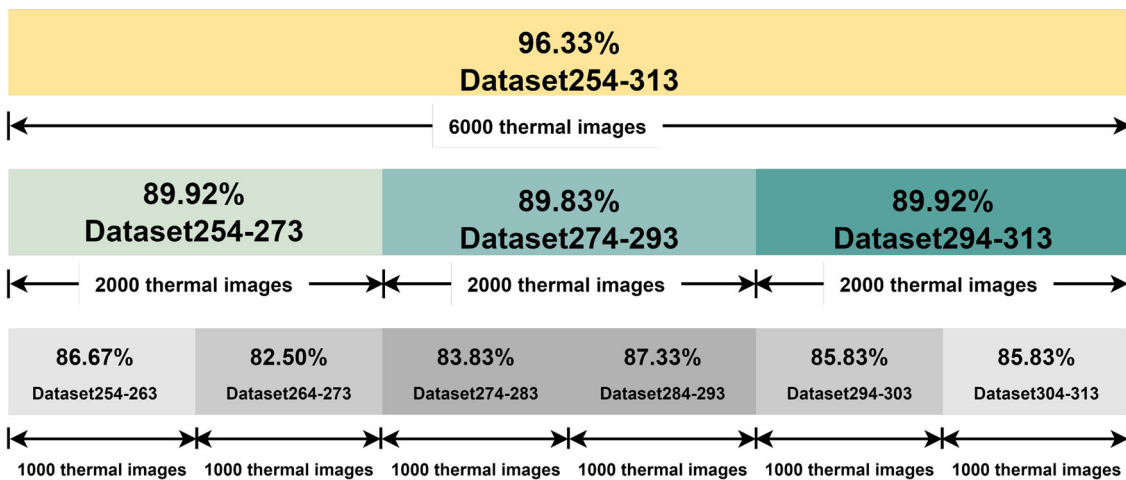 96.33%
Dataset254-313
6000 thermal images
89.92%
Dataset254-273
89.83%
Dataset274-293
89.92%
Dataset294-313
2000 thermal images
2000 thermal images
2000 thermal images
86.67%
Dataset254-263
82.50%
Dataset264-273
83.83%
Dataset274-283
87.33%
Dataset284-293
85.83%
Dataset294-303
85.83%
Dataset304-313
1000 thermal images
1000 thermal images
1000 thermal images
1000 thermal images
1000 thermal images
1000 thermal images